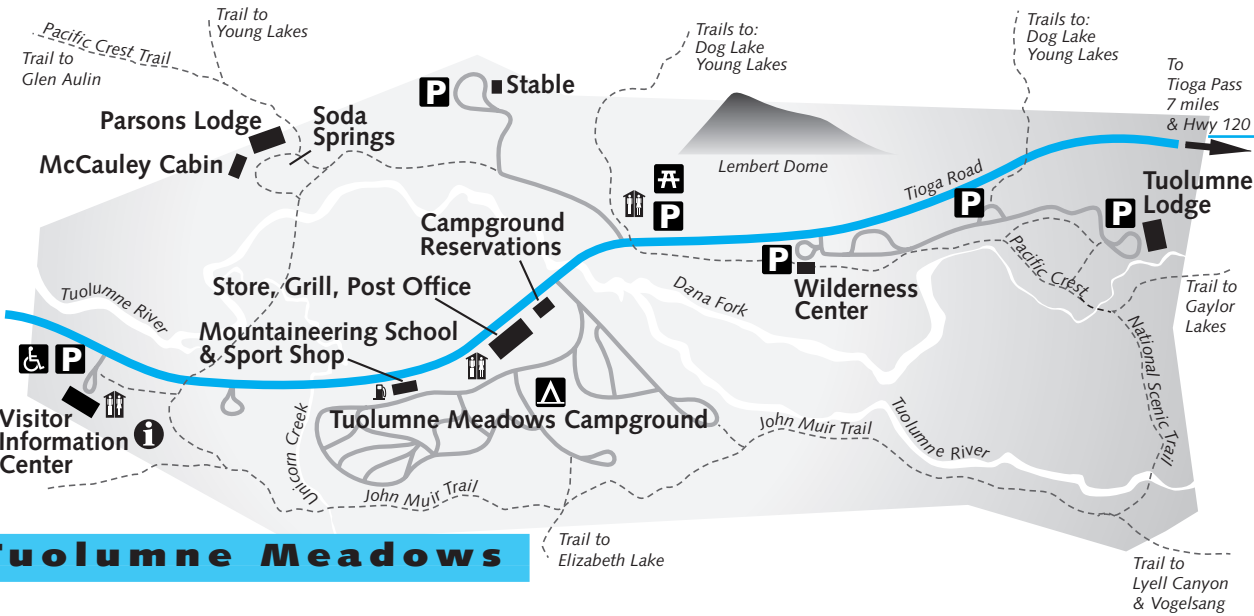 Trail to
Young Lakes
Pacific Crest Trail
Trail to
Glen Aulin
Trails to:
Dog Lake
Young Lakes
Trails to:
Dog Lake
Young Lakes
To
Tioga Pass
7 miles
& Hwy 120
P
Stable
Parsons Lodge
Soda
Springs
McCauley Cabin
Lembert Dome
Tioga Road
P
P
P
Tuolumne
Lodge
Campground
Reservations
P
Wilderness
Center
Pacific Crest
National Scenic Trail
Trail to
Gaylor
Lakes
Tuolumne River
Store, Grill, Post Office
Dana Fork
Mountaineering School
& Sport Shop
P
Visitor
Information
Center
i
Unicorn Creek
Tuolumne Meadows Campground
John Muir Trail
Tuolumne River
John Muir Trail
Trail to
Elizabeth Lake
Trail to
Lyell Canyon
& Vogelsang
Tuolumne Meadows